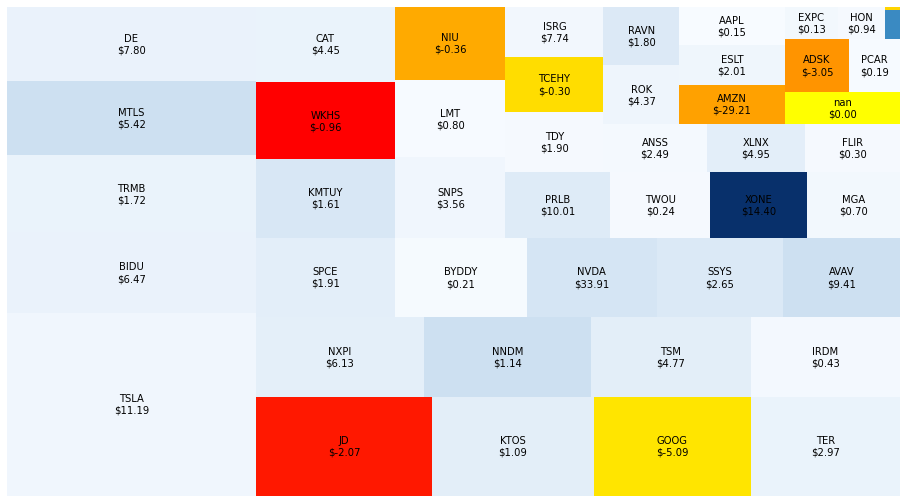 DE
$7.80
MTLS
$5.42
TRMB
$1.72
BIDU
$6.47
TSLA
$11.19
CAT
$4.45
WKHS
$-0.96
KMTUY
$1.61
SPCE
$1.91
NXPI
$6.13
JD
$-2.07
NIU
$-0.36
LMT
$0.80
SNPS
$3.56
BYDDY
$0.21
NNDM
$1.14
KTOS
$1.09
ISRG
$7.74
TCEHY
$-0.30
TDY
$1.90
PRLB
$10.01
NVDA
$33.91
TSM
$4.77
GOOG
$-5.09
RAVN
$1.80
ROK
$4.37
ANSS
$2.49
TWOU
$0.24
SSYS
$2.65
IRDM
$0.43
TER
$2.97
AAPL
$0.15
ESLT
$2.01
AMZN
$-29.21
XLNX
$4.95
XONE
$14.40
AVAV
$9.41
EXPC
$0.13
HON
$0.94
ADSK
$-3.05
PCAR
$0.19
nan
$0.00
FLIR
$0.30
MGA
$0.70